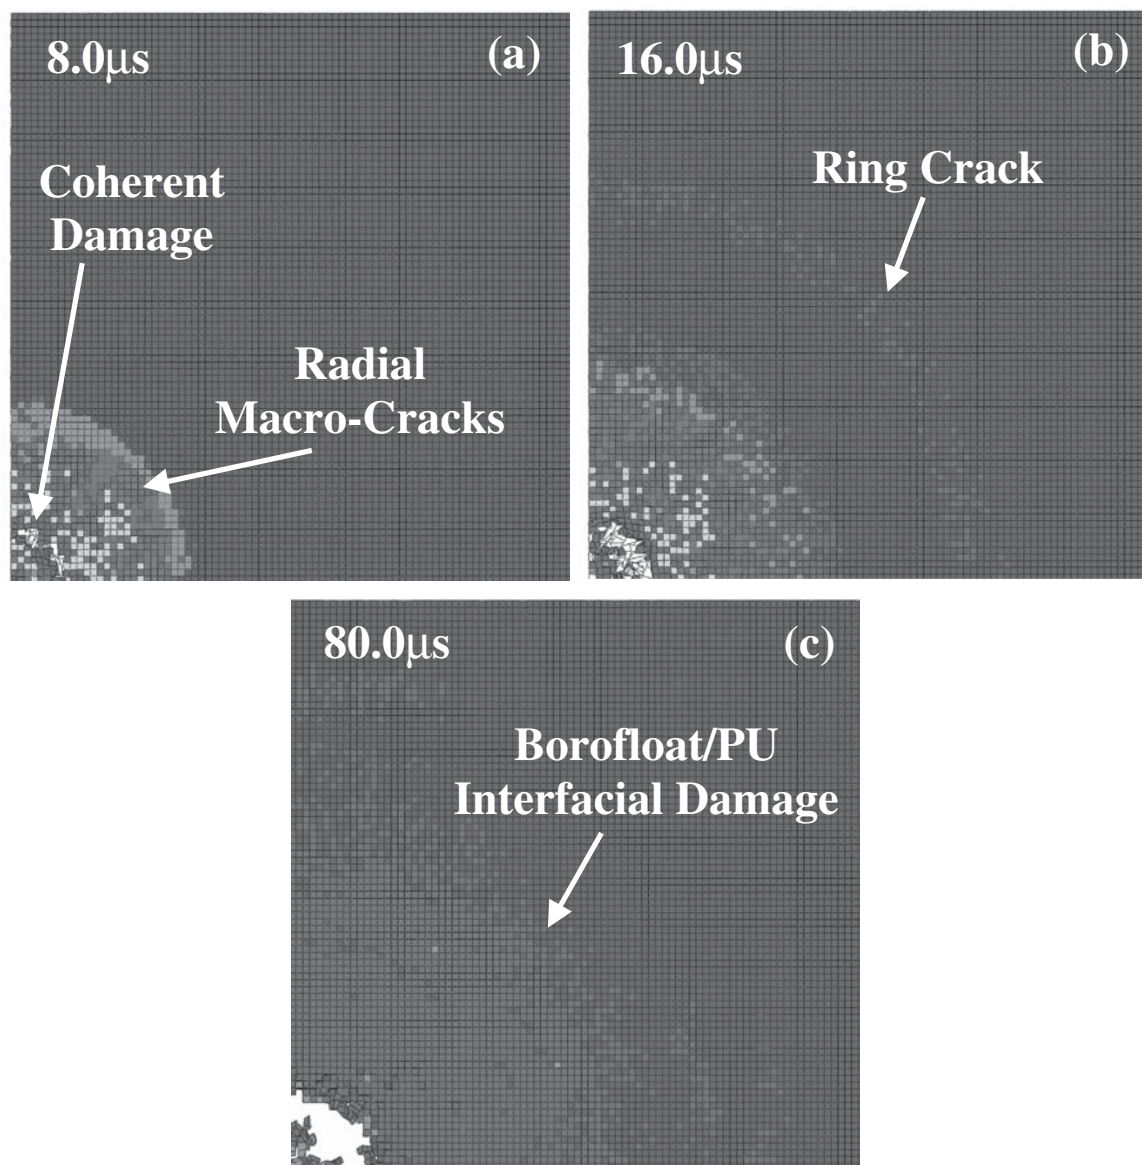 8.0μs
(a)
Coherent
Damage
Radial
Macro-Cracks
16.0μs
(b)
Ring Crack
80.0μs
(c)
Borofloat/PU
Interfacial Damage